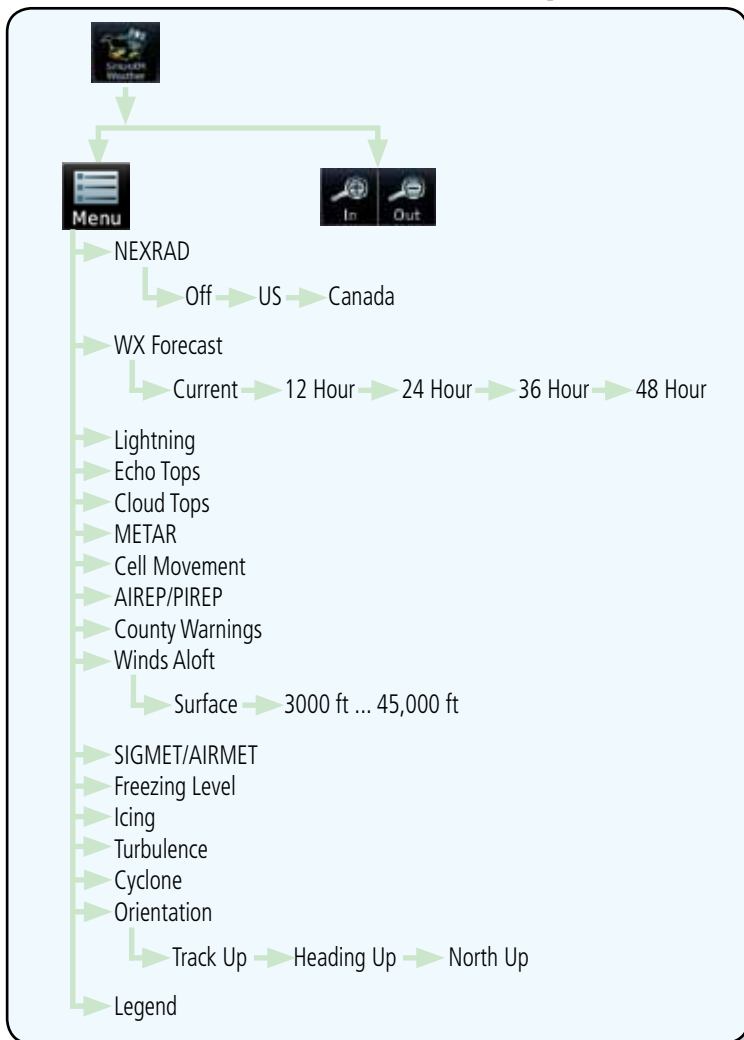 SiriusXM
Weather
Menu
In Out
NEXRAD
Off US Canada
WX Forecast
Current 12 Hour 24 Hour 36 Hour 48 Hour
Lightning
Echo Tops
Cloud Tops
METAR
Cell Movement
AIREP/PIREP
County Warnings
Winds Aloft
Surface 3000 ft ... 45,000 ft
SIGMET/AIRMET
Freezing Level
Icing
Turbulence
Cyclone
Orientation
Track Up Heading Up North Up
Legend